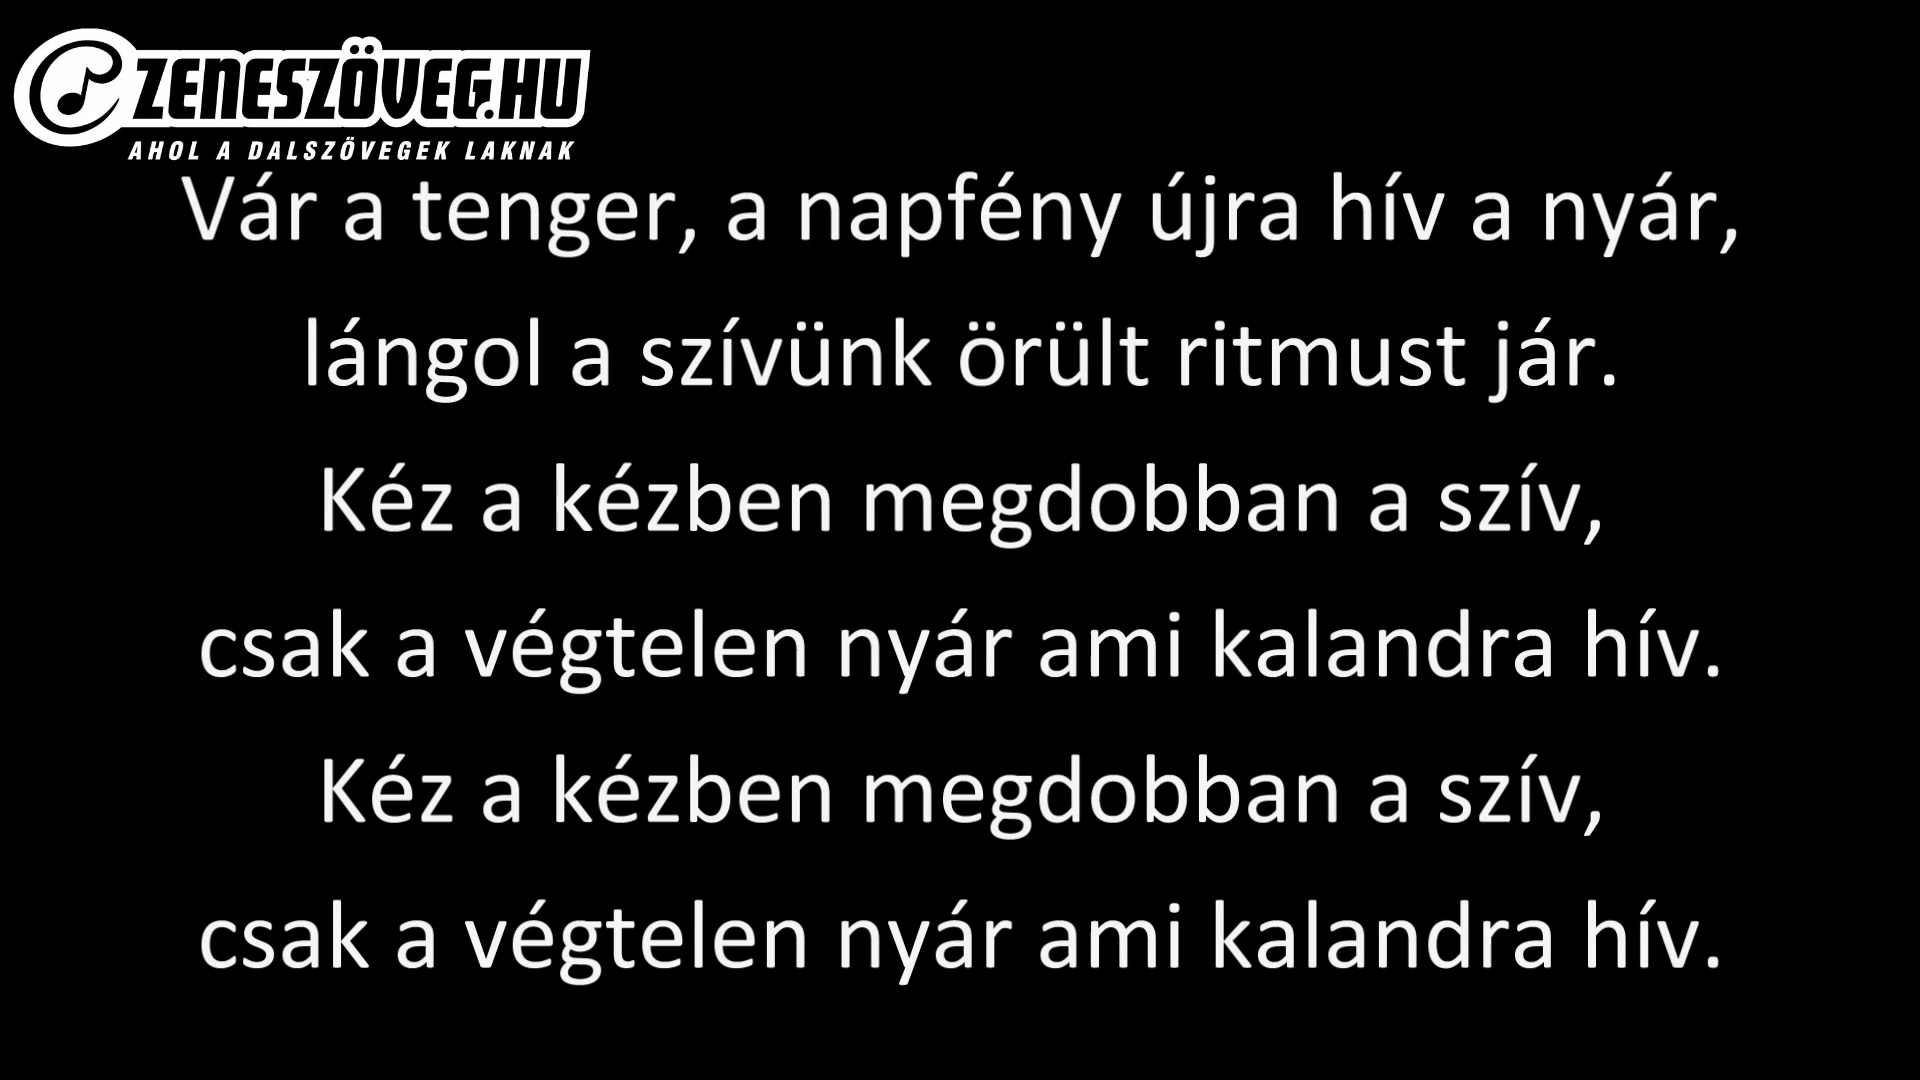 ZENESZÖVEG.HU
AHOL A DALSZÖVEGEK LAKNAK
Vár a tenger, a napfény újra hív a nyár,
lángol a szívünk örült ritmust jár.
Kéz a kézben megdobban a szív,
csak a végtelen nyár ami kalandra hív.
Kéz a kézben megdobban a szív,
csak a végtelen nyár ami kalandra hív.